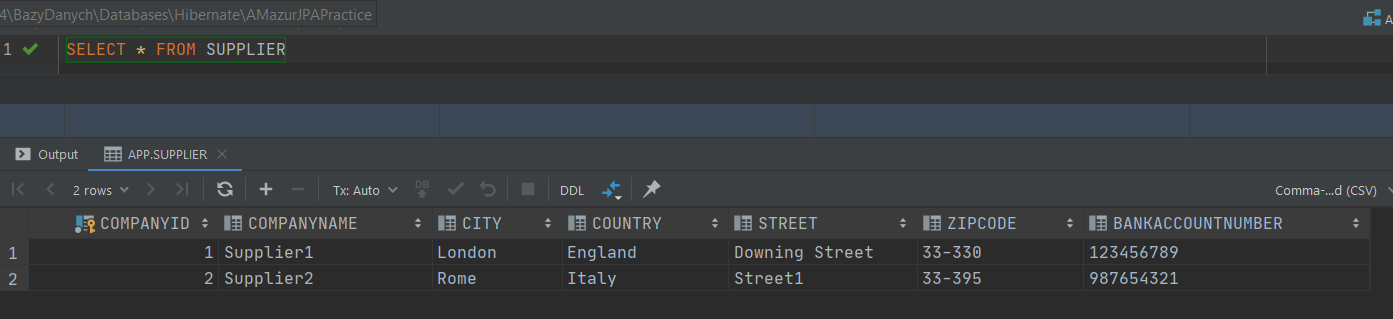 4\BazyDanych\Databases\Hibernate\AMazurJPAPractice
A
1 SELECT * FROM SUPPLIER
Output APP.SUPPLIER
2 rows Tx: Auto DB DDL Comma-...d (CSV)
COMPANYID COMPANYNAME CITY COUNTRY STREET ZIPCODE BANKACCOUNTNUMBER
1 1 Supplier1 London England Downing Street 33-330 123456789
2 2 Supplier2 Rome Italy Street1 33-395 987654321